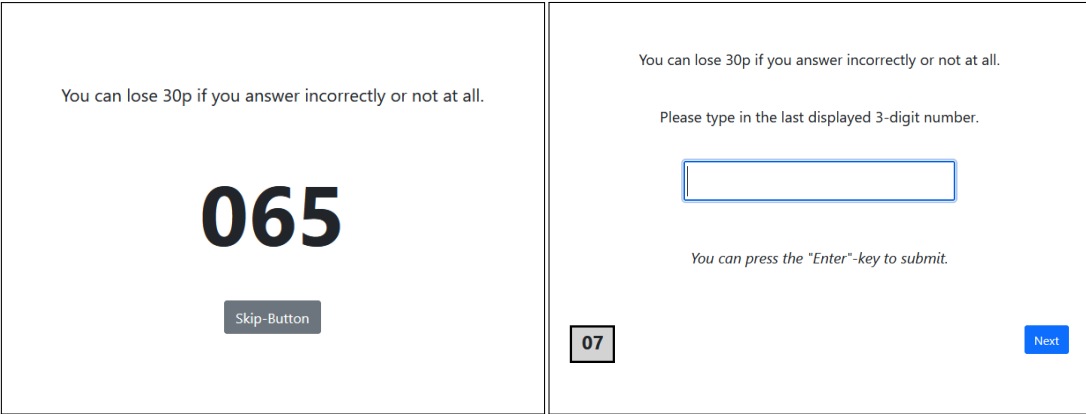 You can lose 30p if you answer incorrectly or not at all.
065
Skip-Button
You can lose 30p if you answer incorrectly or not at all.
Please type in the last displayed 3-digit number.
You can press the "Enter"-key to submit.
07
Next